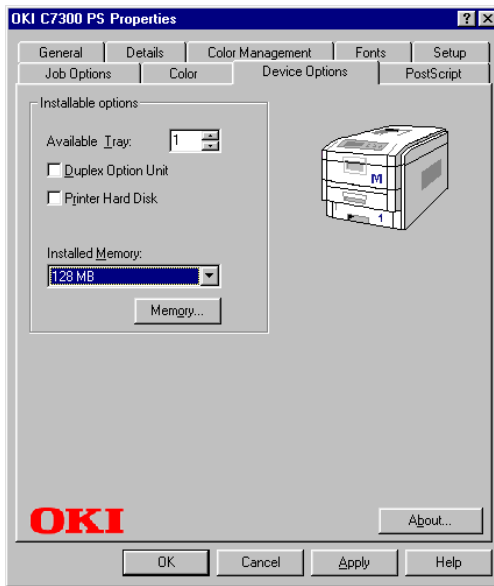 OKI C7300 PS Properties
General Details Color Management Fonts Setup
Job Options Color Device Options PostScript
Installable options
Available Tray: 1
Duplex Option Unit
Printer Hard Disk
M
1
Installed Memory:
128 MB
Memory...
OKI
About...
OK Cancel Apply Help